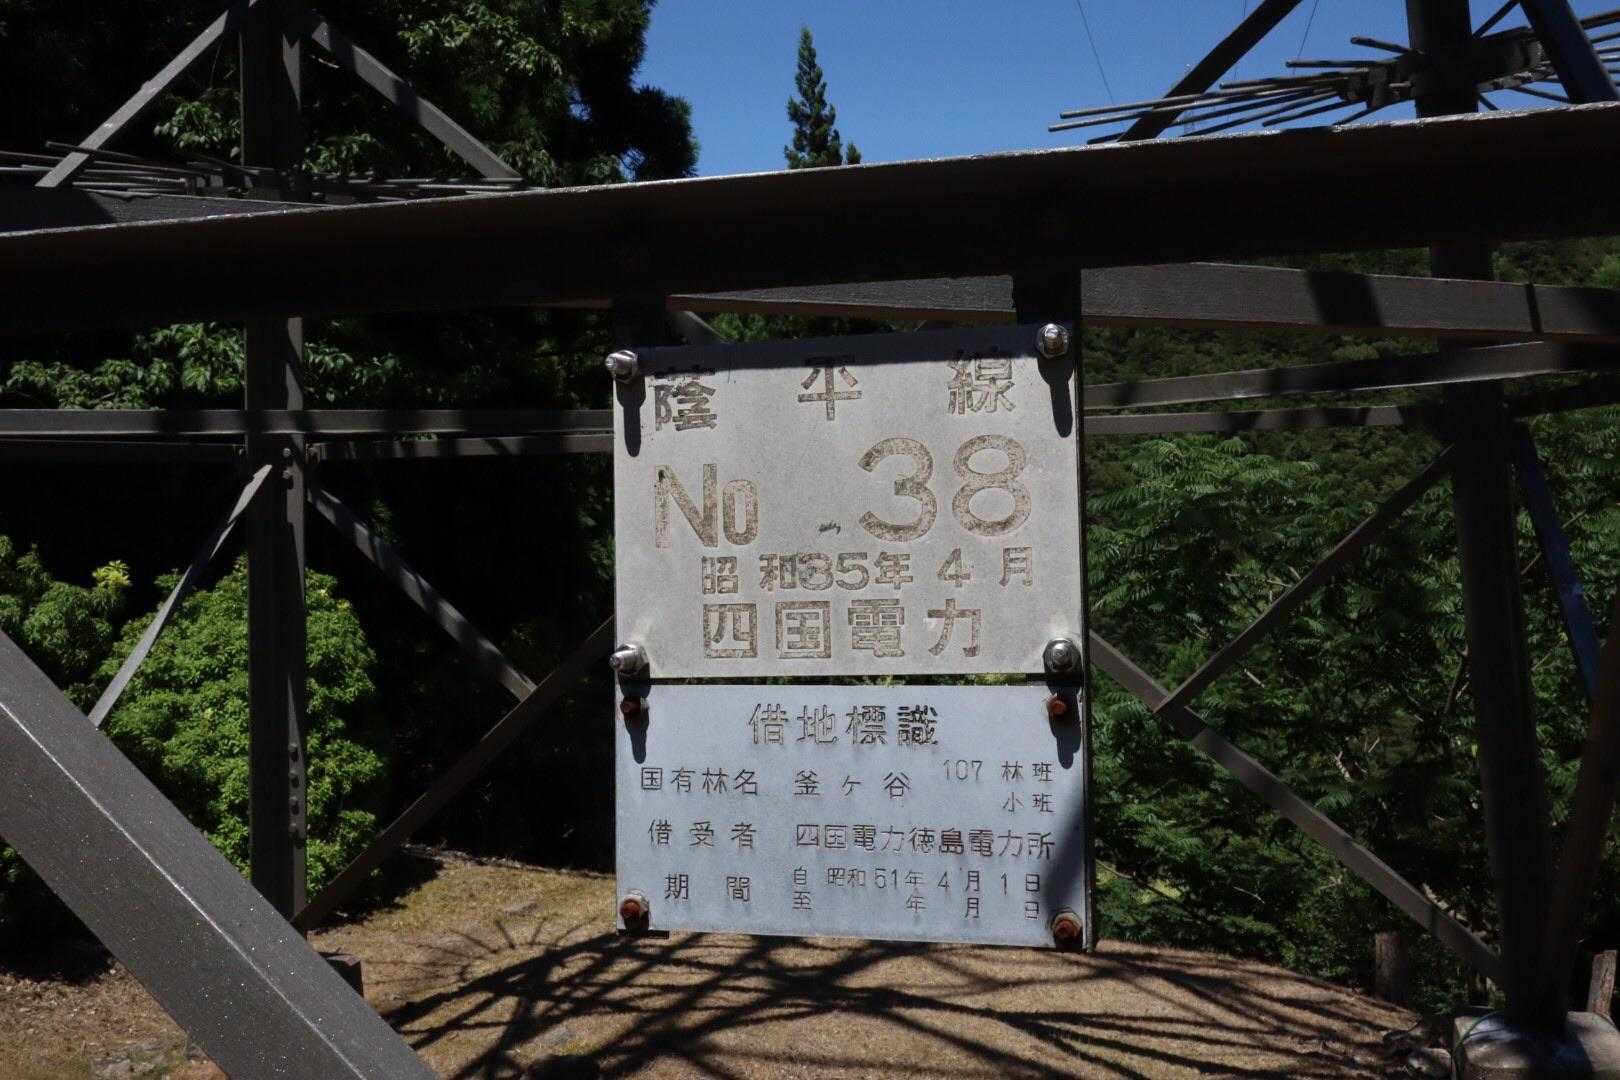 蔭平線
No 38
昭和35年4月
四国電力
借地標識
国有林名 釜ヶ谷 107 林班
小班
借受者 四国電力徳島電力所
期間 自 昭和51年4月1日
至 年 月 日